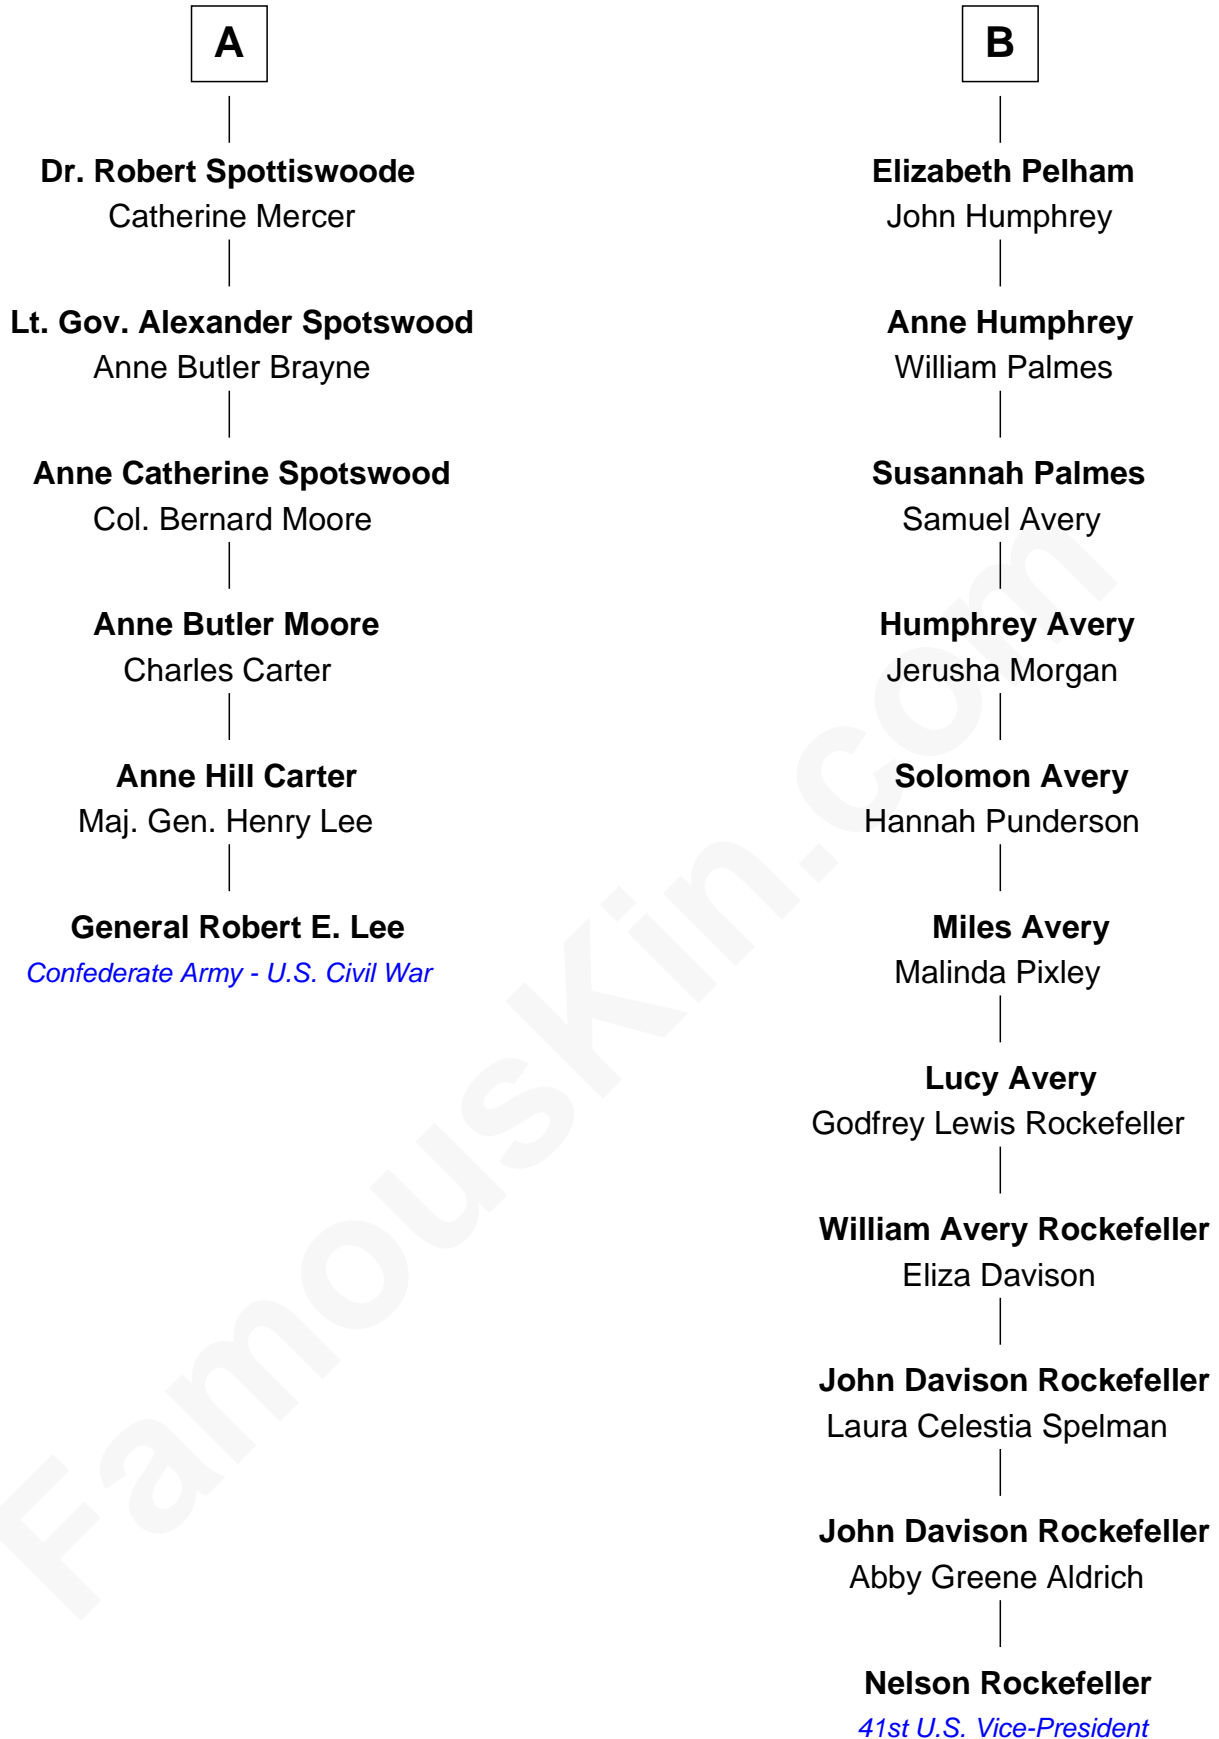 A
Dr. Robert Spottiswoode
Catherine Mercer
Lt. Gov. Alexander Spotswood
Anne Butler Brayne
Anne Catherine Spotswood
Col. Bernard Moore
Anne Butler Moore
Charles Carter
Anne Hill Carter
Maj. Gen. Henry Lee
General Robert E. Lee
Confederate Army - U.S. Civil War
B
Elizabeth Pelham
John Humphrey
Anne Humphrey
William Palmes
Susannah Palmes
Samuel Avery
Humphrey Avery
Jerusha Morgan
Solomon Avery
Hannah Punderson
Miles Avery
Malinda Pixley
Lucy Avery
Godfrey Lewis Rockefeller
William Avery Rockefeller
Eliza Davison
John Davison Rockefeller
Laura Celestia Spelman
John Davison Rockefeller
Abby Greene Aldrich
Nelson Rockefeller
41st U.S. Vice-President
FamousKin.com